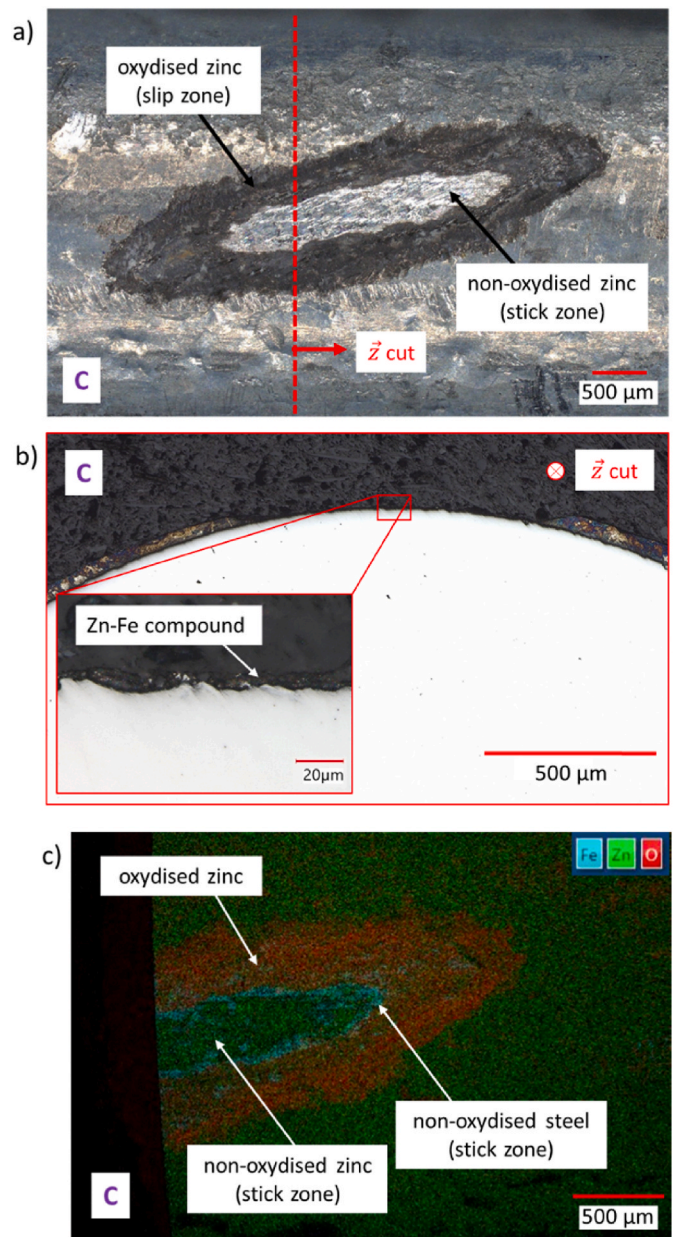 a)
oxydised zinc
(slip zone)
non-oxydised zinc
(stick zone)
z⃗ cut
C
500 µm
b)
C
z⃗ cut
Zn-Fe compound
20µm
500 µm
c)
Fe Zn O
oxydised zinc
non-oxydised steel
(stick zone)
non-oxydised zinc
(stick zone)
C
500 µm